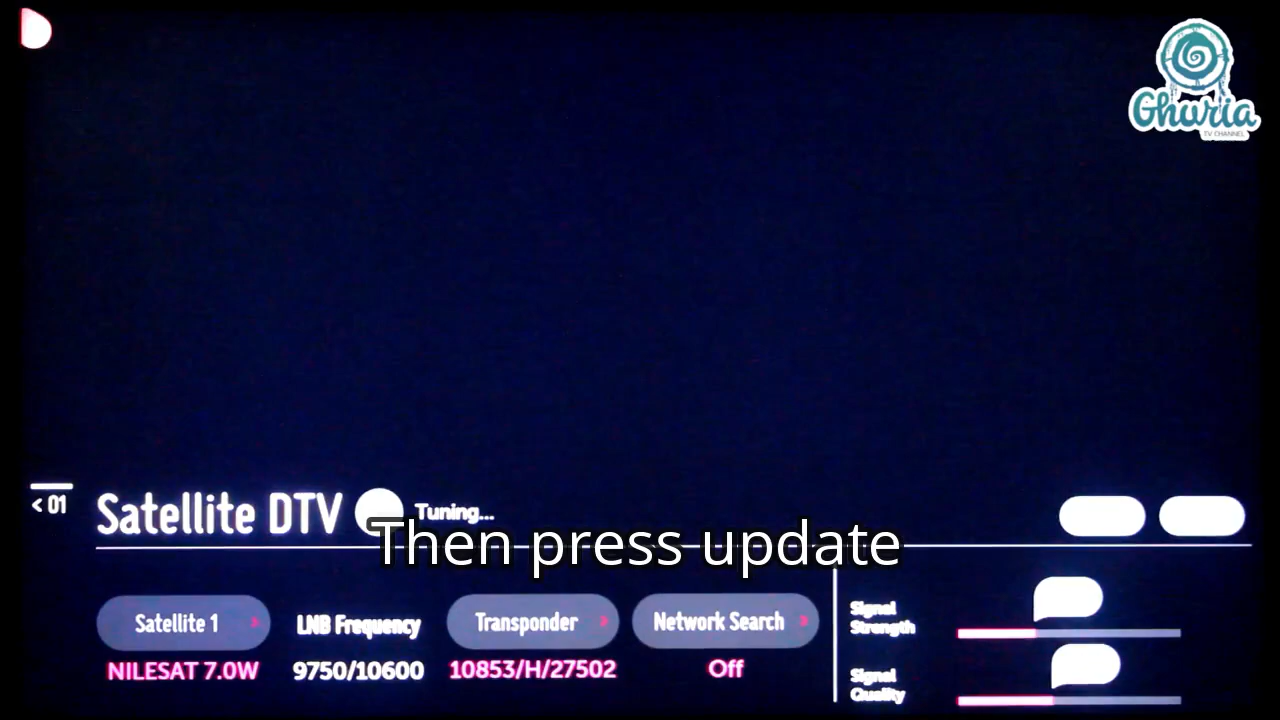 Ghuria
TV CHANNEL
< 01
Satellite DTV
Tuning...
Then press update
Satellite 1
LNB Frequency
Transponder
Network Search
NILESAT 7.0W
9750/10600
10853/H/27502
Off
Signal
Strength
Signal
Quality